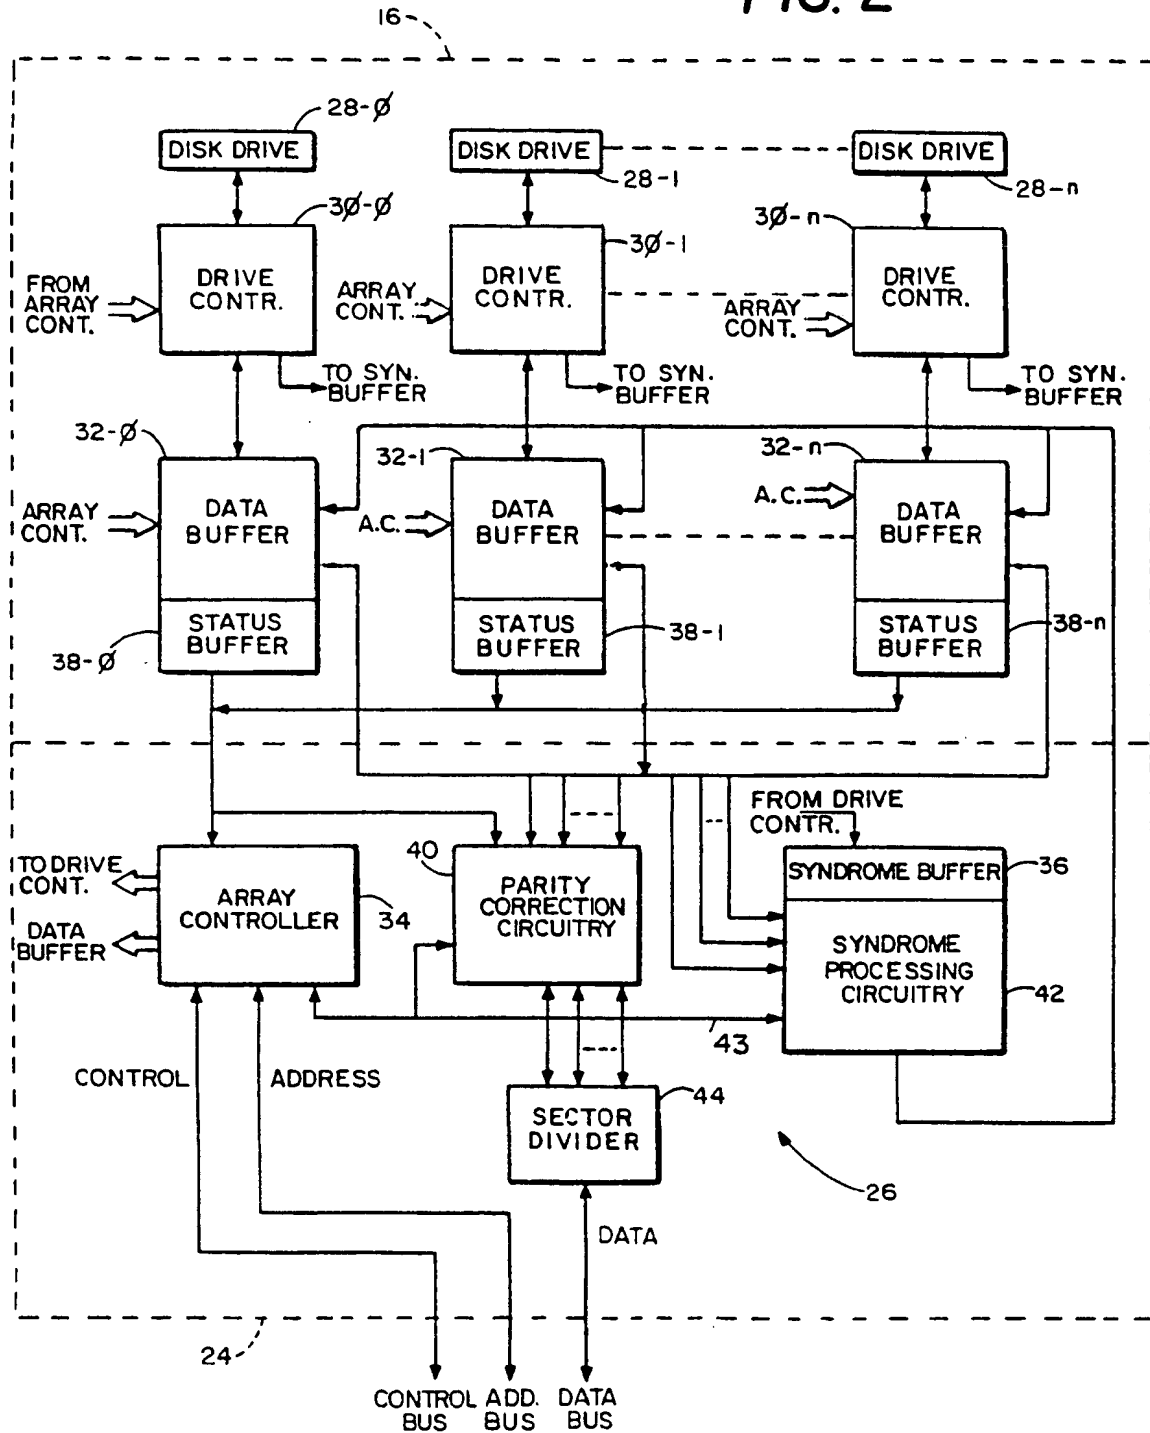 FIG. 2
16
28-Ø
DISK DRIVE
DISK DRIVE
DISK DRIVE
28-1
28-n
3Ø-Ø
3Ø-1
3Ø-n
DRIVE
CONTR.
DRIVE
CONTR.
DRIVE
CONTR.
FROM
ARRAY
CONT.
ARRAY
CONT.
ARRAY
CONT.
TO SYN.
BUFFER
TO SYN.
BUFFER
TO SYN.
BUFFER
32-Ø
32-1
32-n
ARRAY
CONT.
DATA
BUFFER
A.C.
DATA
BUFFER
A.C.
DATA
BUFFER
STATUS
BUFFER
STATUS
BUFFER
STATUS
BUFFER
38-Ø
38-1
38-n
FROM DRIVE
CONTR.
TO DRIVE
CONT.
DATA
BUFFER
ARRAY
CONTROLLER
34
40
PARITY
CORRECTION
CIRCUITRY
SYNDROME BUFFER
36
SYNDROME
PROCESSING
CIRCUITRY
42
43
CONTROL
ADDRESS
SECTOR
DIVIDER
44
26
DATA
24
CONTROL
BUS
ADD.
BUS
DATA
BUS